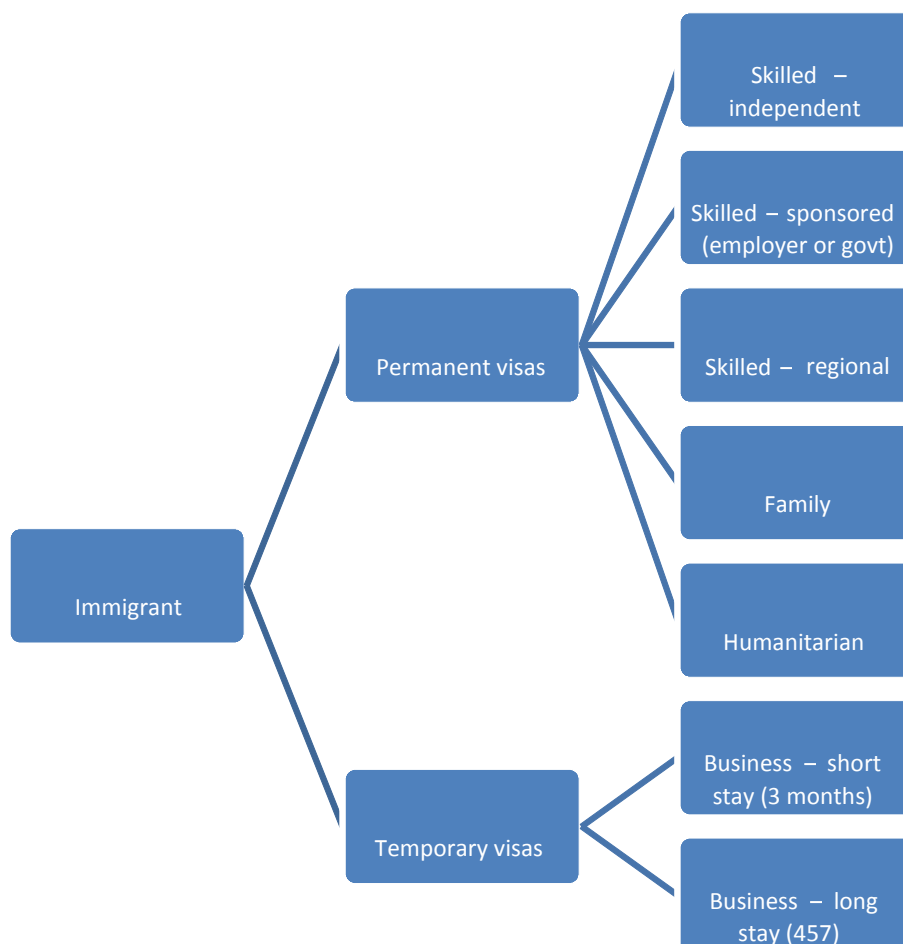 Skilled – independent
Skilled – sponsored
(employer or govt)
Permanent visas
Skilled – regional
Family
Immigrant
Humanitarian
Business – short
stay (3 months)
Temporary visas
Business – long
stay (457)